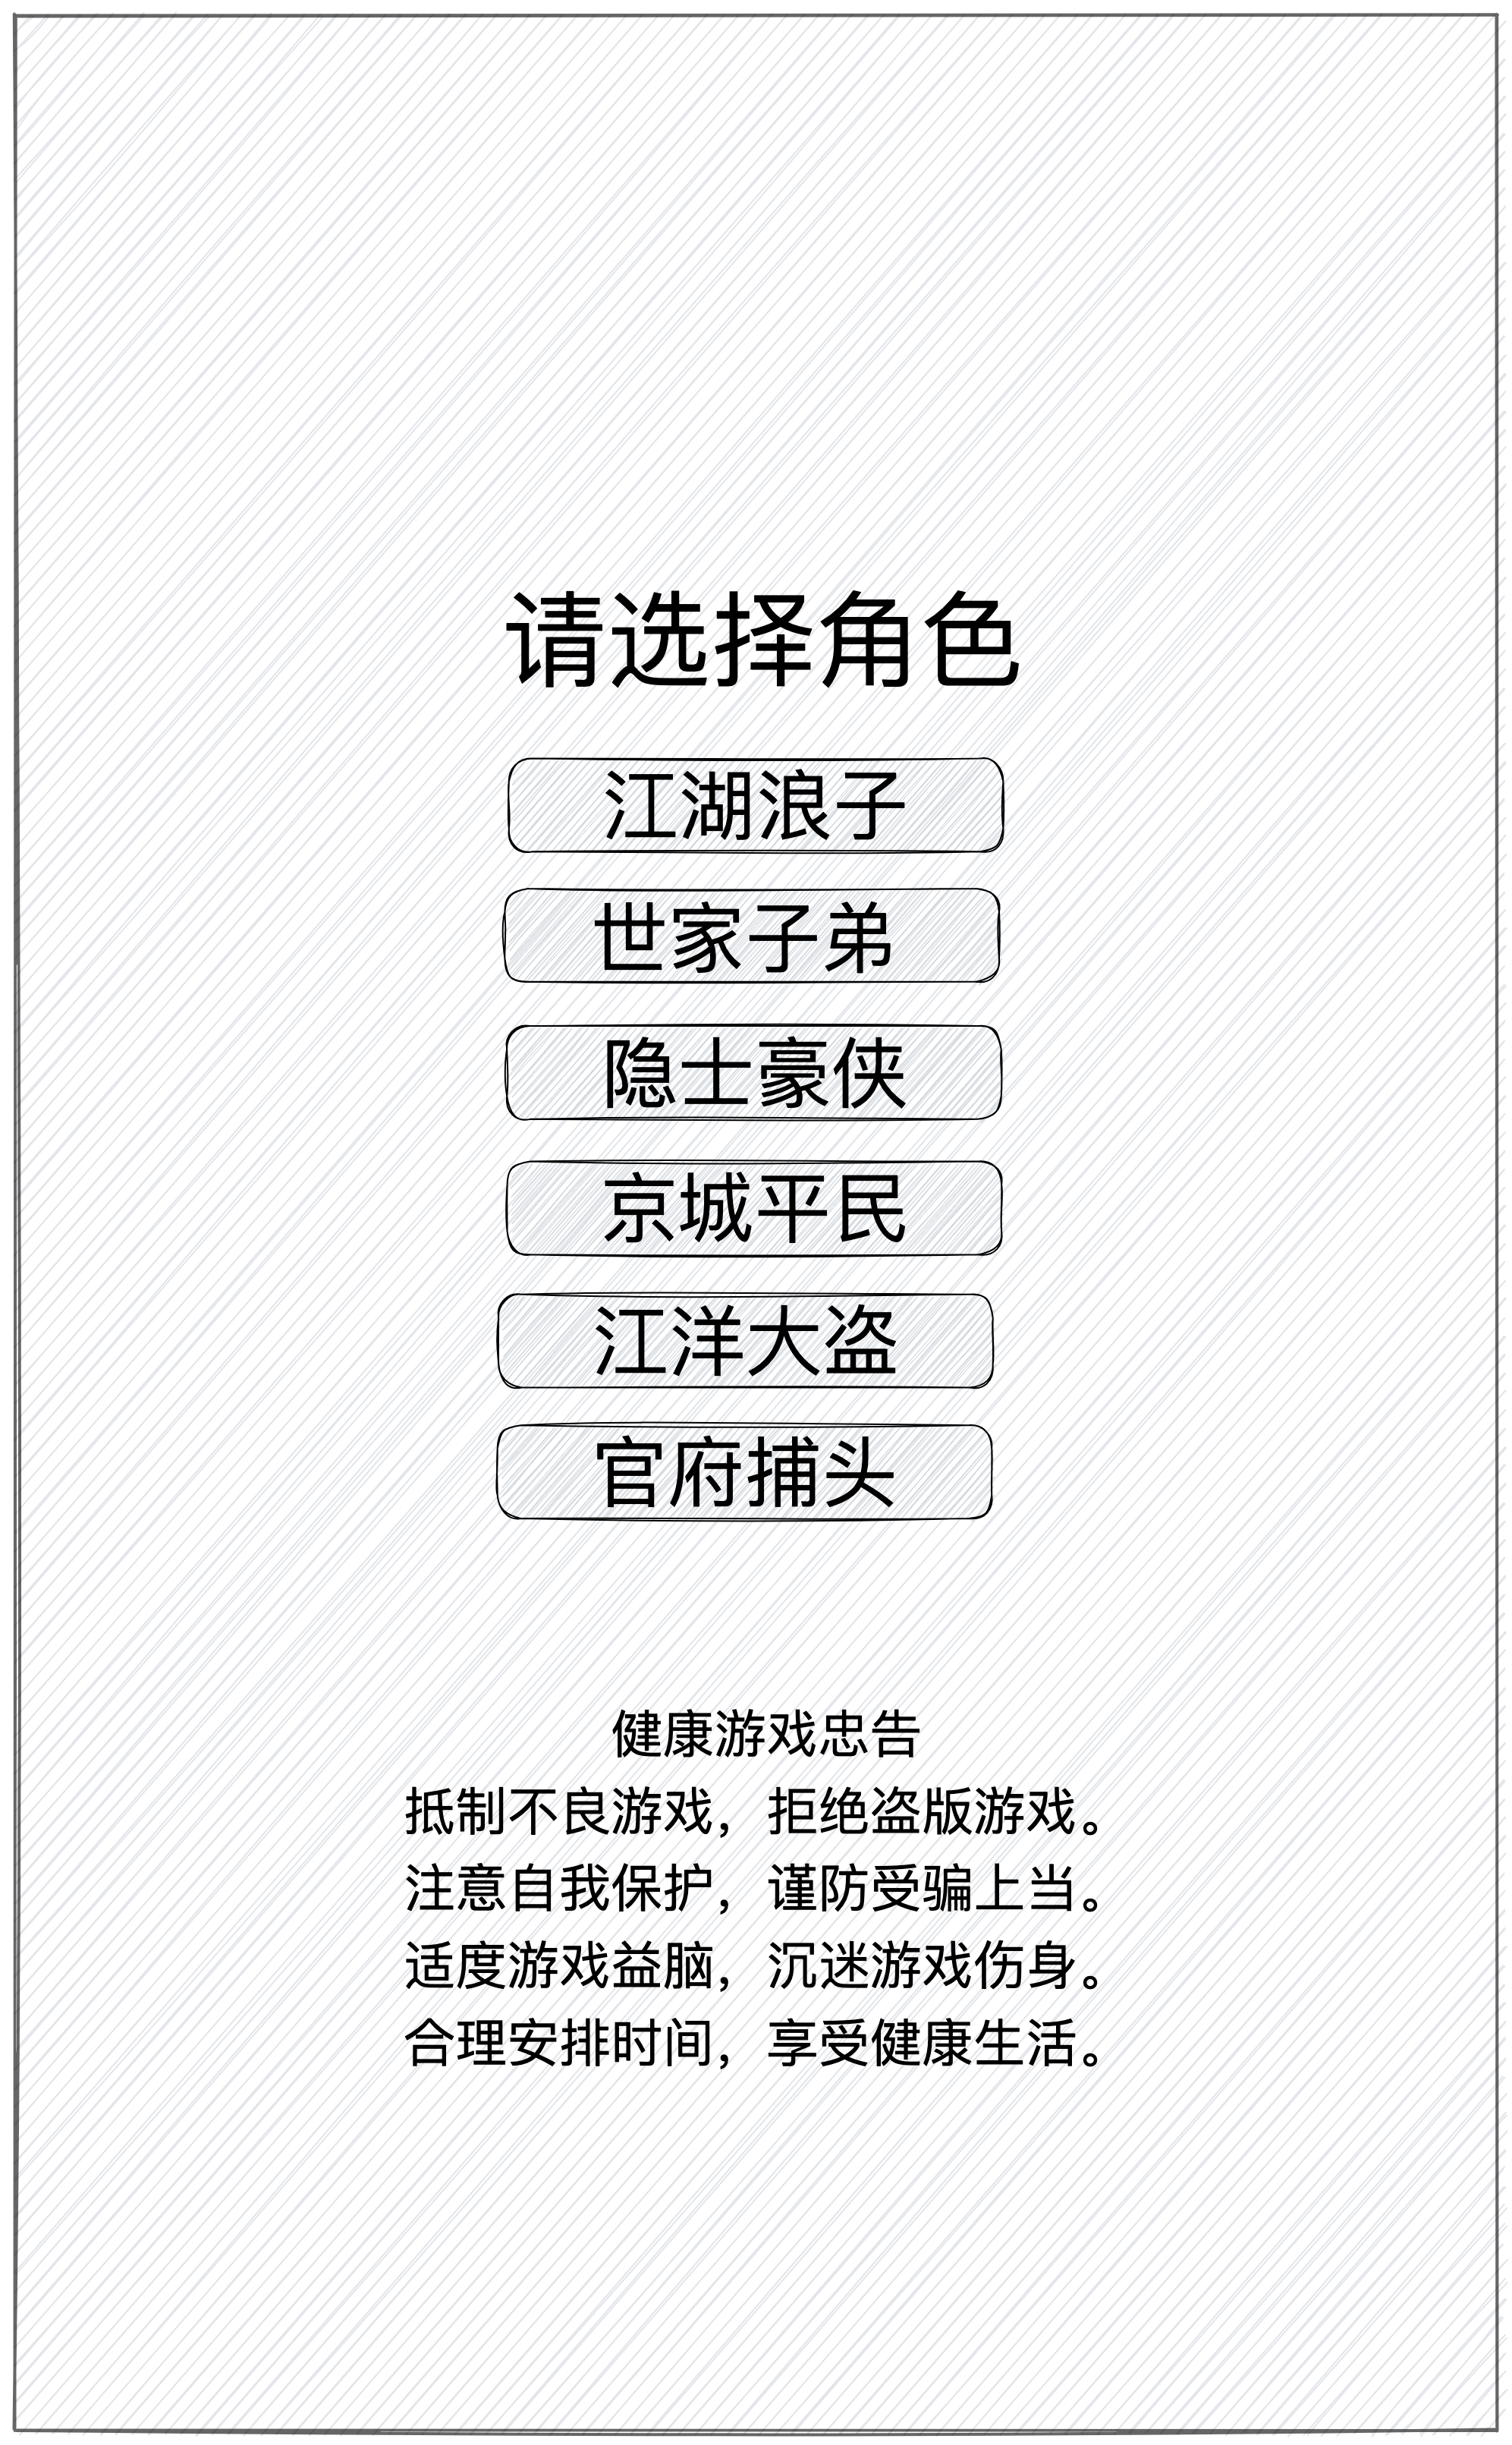 请选择角色
江湖浪子
世家子弟
隐士豪侠
京城平民
江洋大盗
官府捕头
健康游戏忠告
抵制不良游戏，拒绝盗版游戏。
注意自我保护，谨防受骗上当。
适度游戏益脑，沉迷游戏伤身。
合理安排时间，享受健康生活。